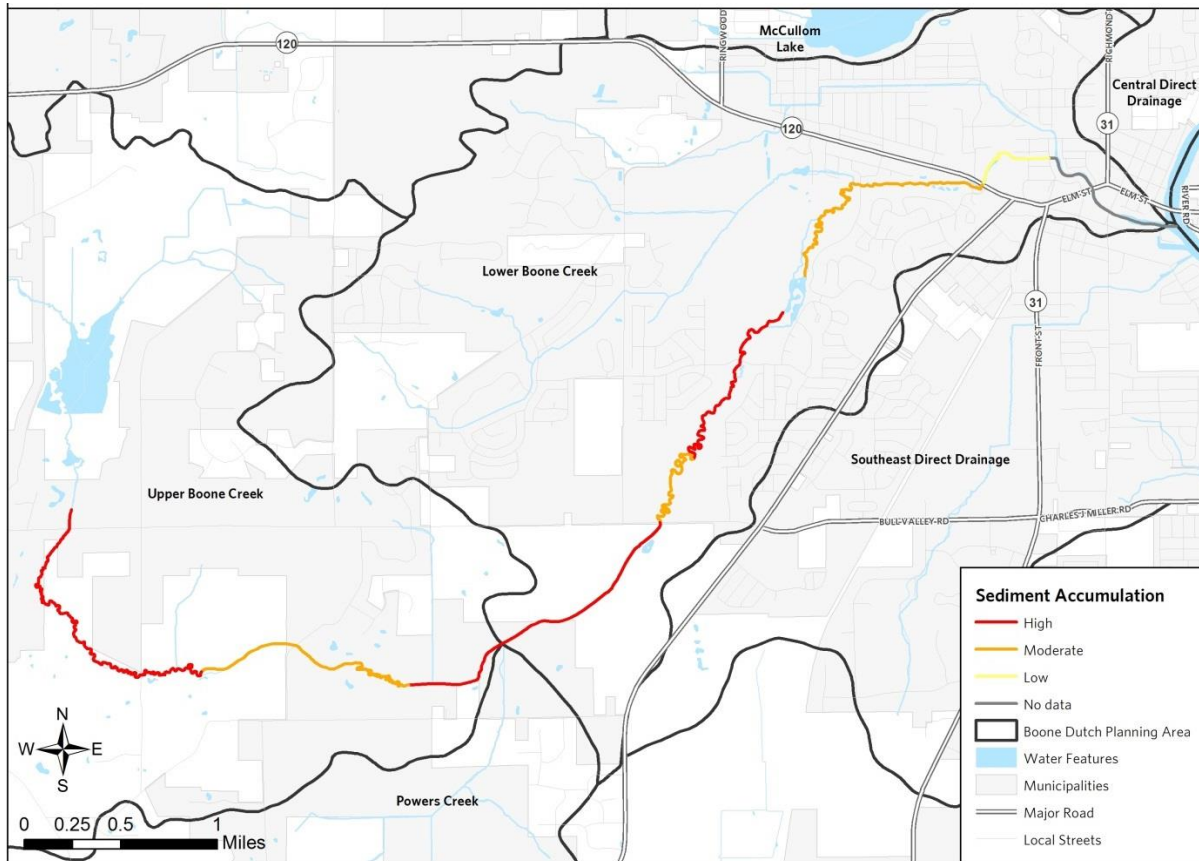 McCullom
Lake
RINGWOOD
RICHMOND
Central Direct
Drainage
120
120
31
ELM ST
ELM ST
RIVER RD
Lower Boone Creek
31
FRONT ST
Southeast Direct Drainage
Upper Boone Creek
BULL VALLEY RD
CHARLES J MILLER RD
Powers Creek
N
W
E
S
0 0.25 0.5 1
Miles
Sediment Accumulation
High
Moderate
Low
No data
Boone Dutch Planning Area
Water Features
Municipalities
Major Road
Local Streets